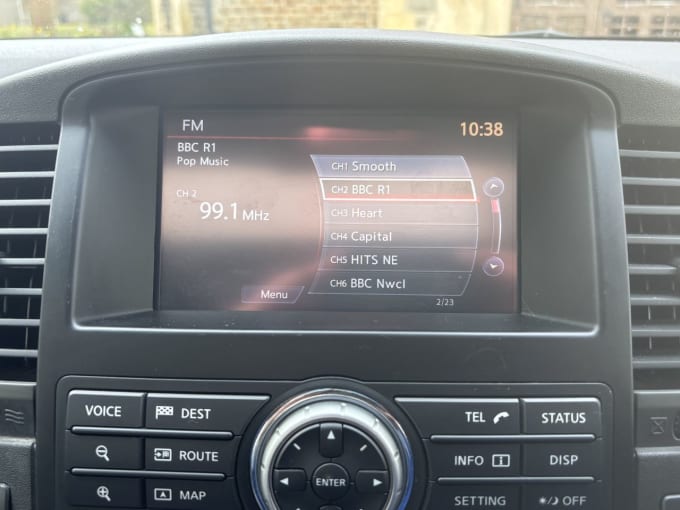 FM
10:38
BBC R1
Pop Music
CH 2
99.1 MHz
CH1 Smooth
CH2 BBC R1
CH3 Heart
CH4 Capital
CH5 HITS NE
CH6 BBC Nwcl
Menu
2/23
VOICE
DEST
TEL
STATUS
ROUTE
INFO i
DISP
MAP
ENTER
SETTING
OFF